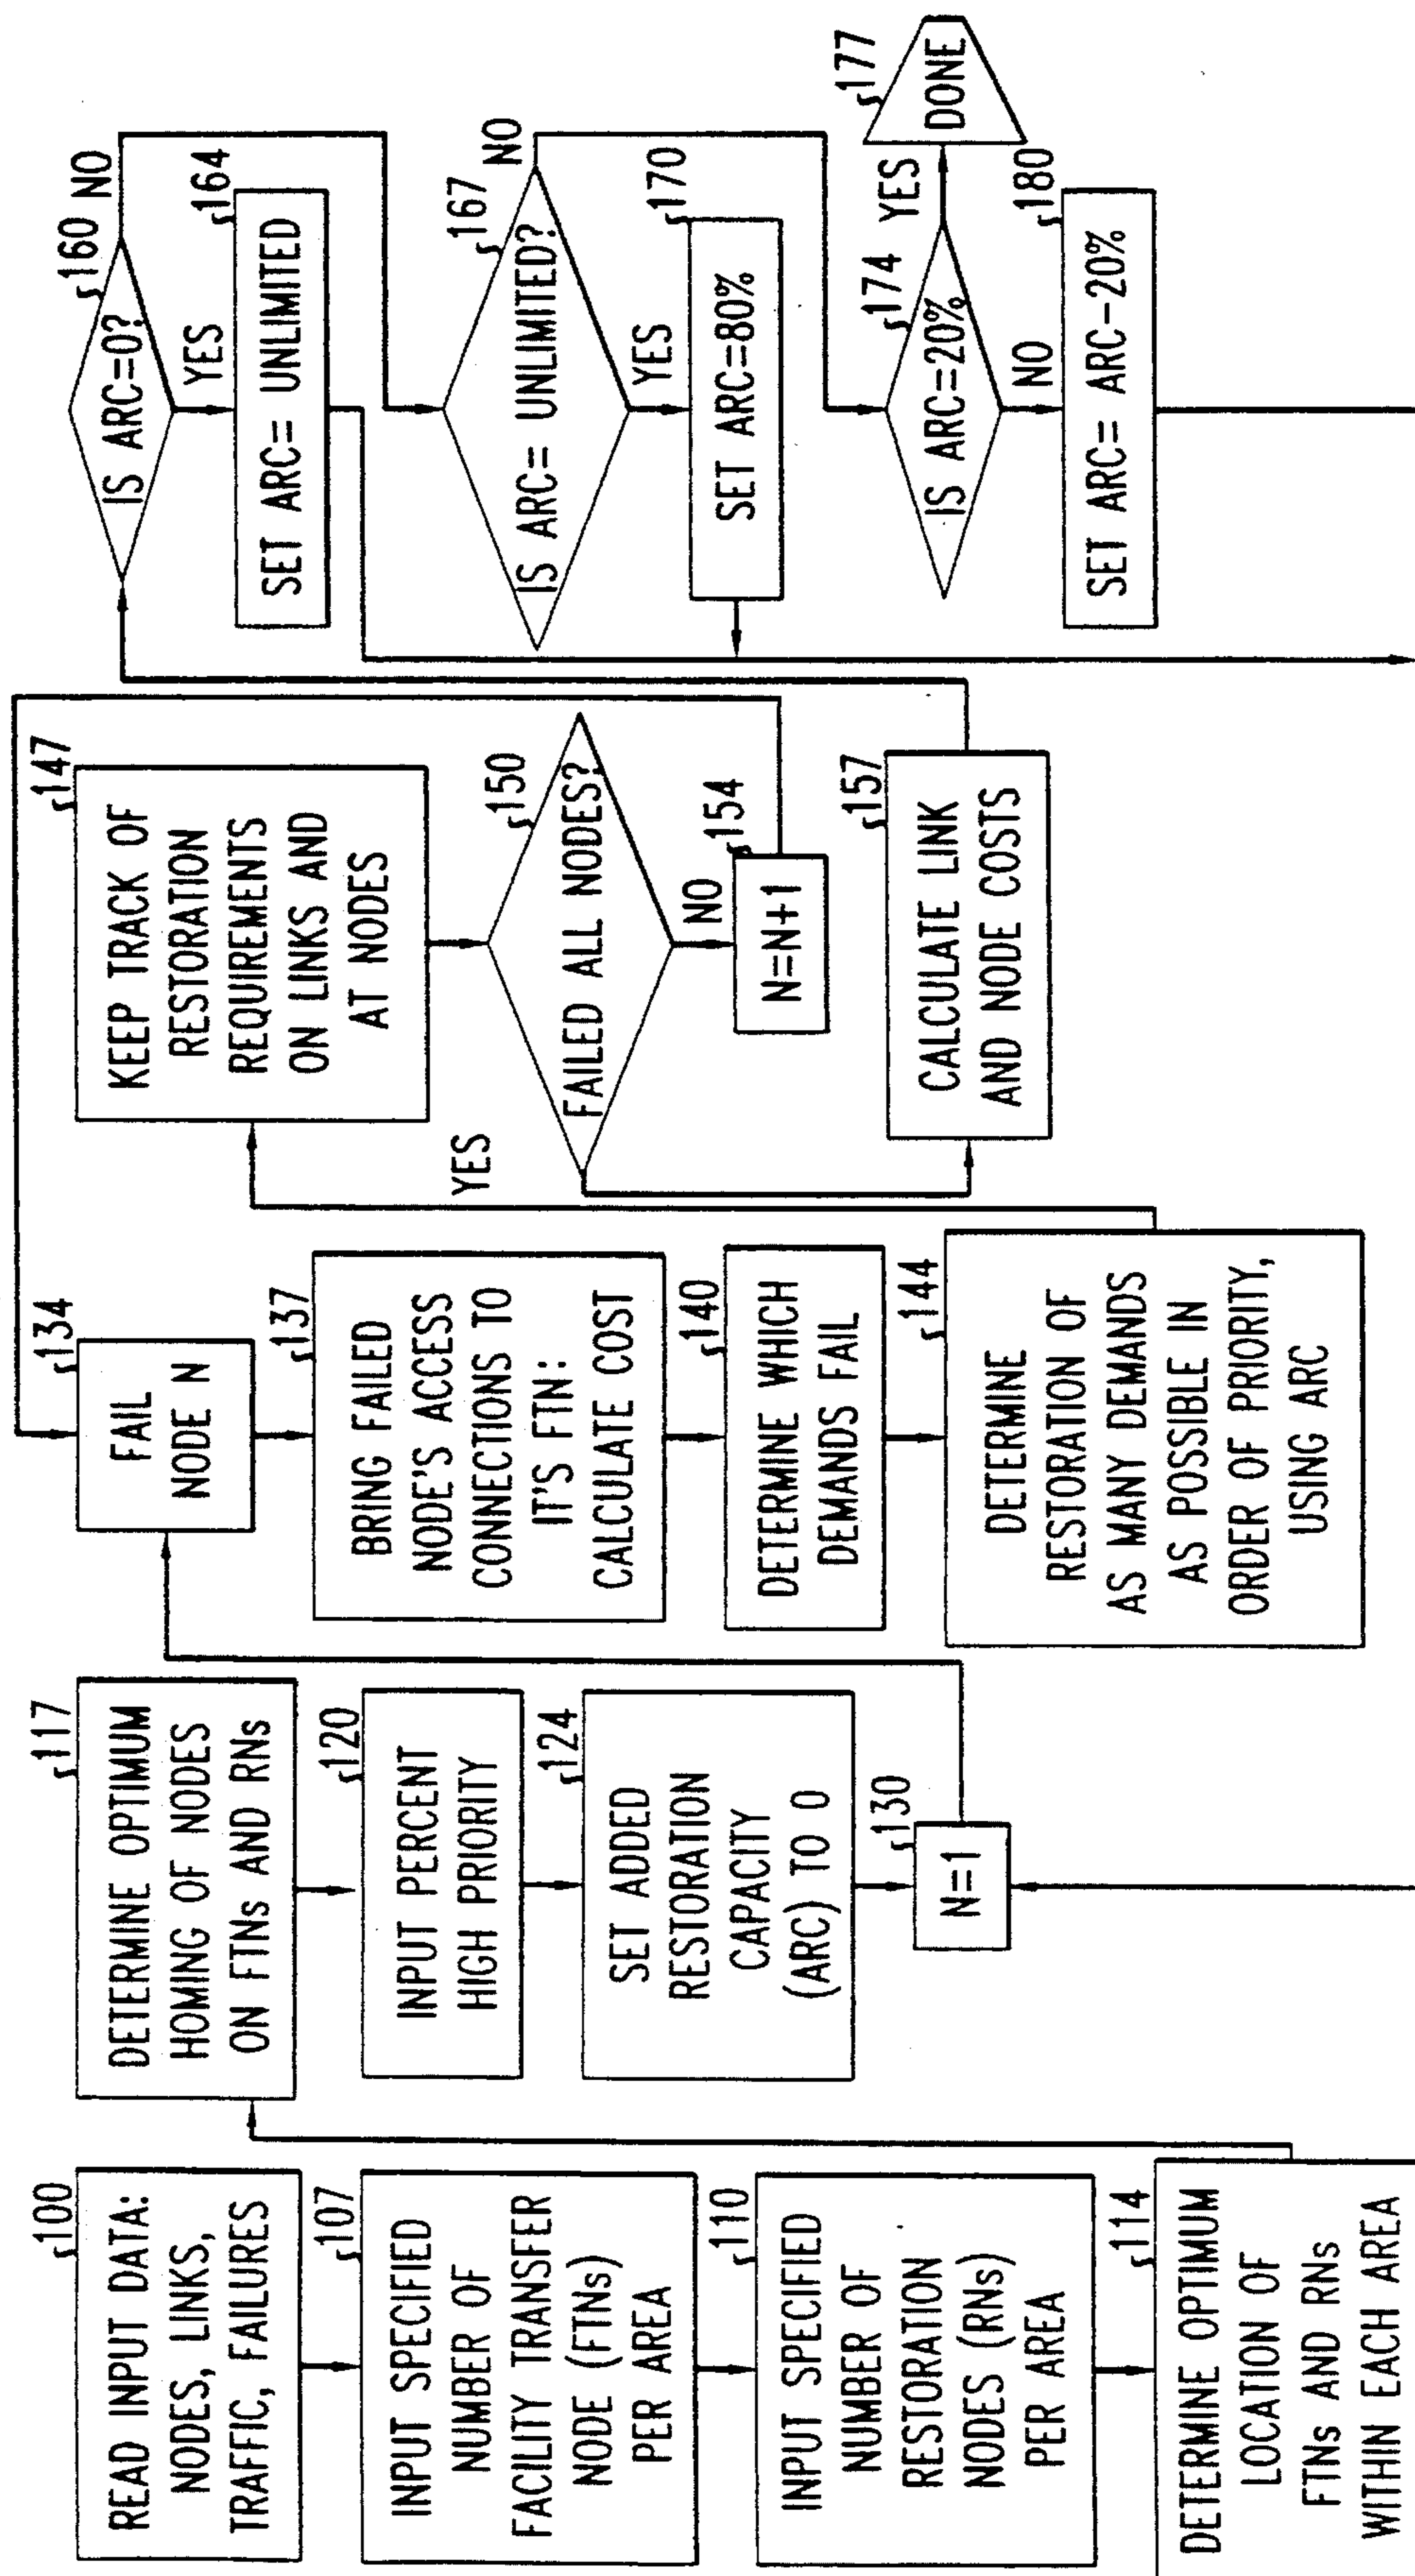 100
READ INPUT DATA:
NODES, LINKS,
TRAFFIC, FAILURES
107
INPUT SPECIFIED
NUMBER OF
FACILITY TRANSFER
NODE (FTNs)
PER AREA
110
INPUT SPECIFIED
NUMBER OF
RESTORATION
NODES (RNs)
PER AREA
114
DETERMINE OPTIMUM
LOCATION OF
FTNs AND RNs
WITHIN EACH AREA
117
DETERMINE OPTIMUM
HOMING OF NODES
ON FTNs AND RNs
120
INPUT PERCENT
HIGH PRIORITY
124
SET ADDED
RESTORATION
CAPACITY
(ARC) TO 0
130
N=1
134
FAIL
NODE N
137
BRING FAILED
NODE'S ACCESS
CONNECTIONS TO
IT'S FTN:
CALCULATE COST
140
DETERMINE WHICH
DEMANDS FAIL
144
DETERMINE
RESTORATION OF
AS MANY DEMANDS
AS POSSIBLE IN
ORDER OF PRIORITY,
USING ARC
147
KEEP TRACK OF
RESTORATION
REQUIREMENTS
ON LINKS AND
AT NODES
150
FAILED ALL NODES?
YES
NO
154
N=N+1
157
CALCULATE LINK
AND NODE COSTS
160
NO
IS ARC=0?
YES
164
SET ARC= UNLIMITED
167
NO
IS ARC= UNLIMITED?
YES
170
SET ARC=80%
174
YES
177
DONE
IS ARC=20%
NO
180
SET ARC= ARC-20%